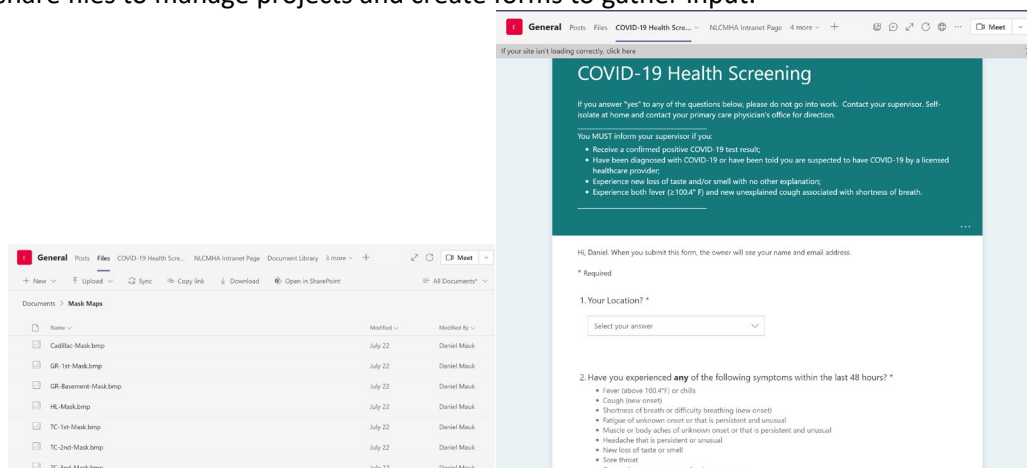 share files to manage projects and create forms to gather input.
General Posts Files COVID-19 Health Scre... NLCMHA Intranet Page 4 more + Meet
If your site isn't loading correctly, click here
COVID-19 Health Screening
If you answer "yes" to any of the questions below, please do not go into work. Contact your supervisor. Self-
isolate at home and contact your primary care physician's office for direction.
You MUST inform your supervisor if you:
• Receive a confirmed positive COVID-19 test result;
• Have been diagnosed with COVID-19 or have been told you are suspected to have COVID-19 by a licensed
healthcare provider;
• Experience new loss of taste and/or smell with no other explanation;
• Experience both fever (≥100.4° F) and new unexplained cough associated with shortness of breath.
...
Hi, Daniel. When you submit this form, the owner will see your name and email address.
* Required
1. Your Location? *
Select your answer
2. Have you experienced any of the following symptoms within the last 48 hours? *
• Fever (above 100.4°F) or chills
• Cough (new onset)
• Shortness of breath or difficulty breathing (new onset)
• Fatigue of unknown onset or that is persistent and unusual
• Muscle or body aches of unknown onset or that is persistent and unusual
• Headache that is persistent or unusual
• New loss of taste or smell
• Sore throat
General Posts Files COVID-19 Health Scre... NLCMHA Intranet Page Document Library 3 more + Meet
+ New Upload Sync Copy link Download Open in SharePoint All Documents*
Documents > Mask Maps
Name Modified Modified By
Cadillac-Mask.bmp July 22 Daniel Mauk
GR-1st-Mask.bmp July 22 Daniel Mauk
GR-Basement-Mask.bmp July 22 Daniel Mauk
HL-Mask.bmp July 22 Daniel Mauk
TC-1st-Mask.bmp July 22 Daniel Mauk
TC-2nd-Mask.bmp July 22 Daniel Mauk